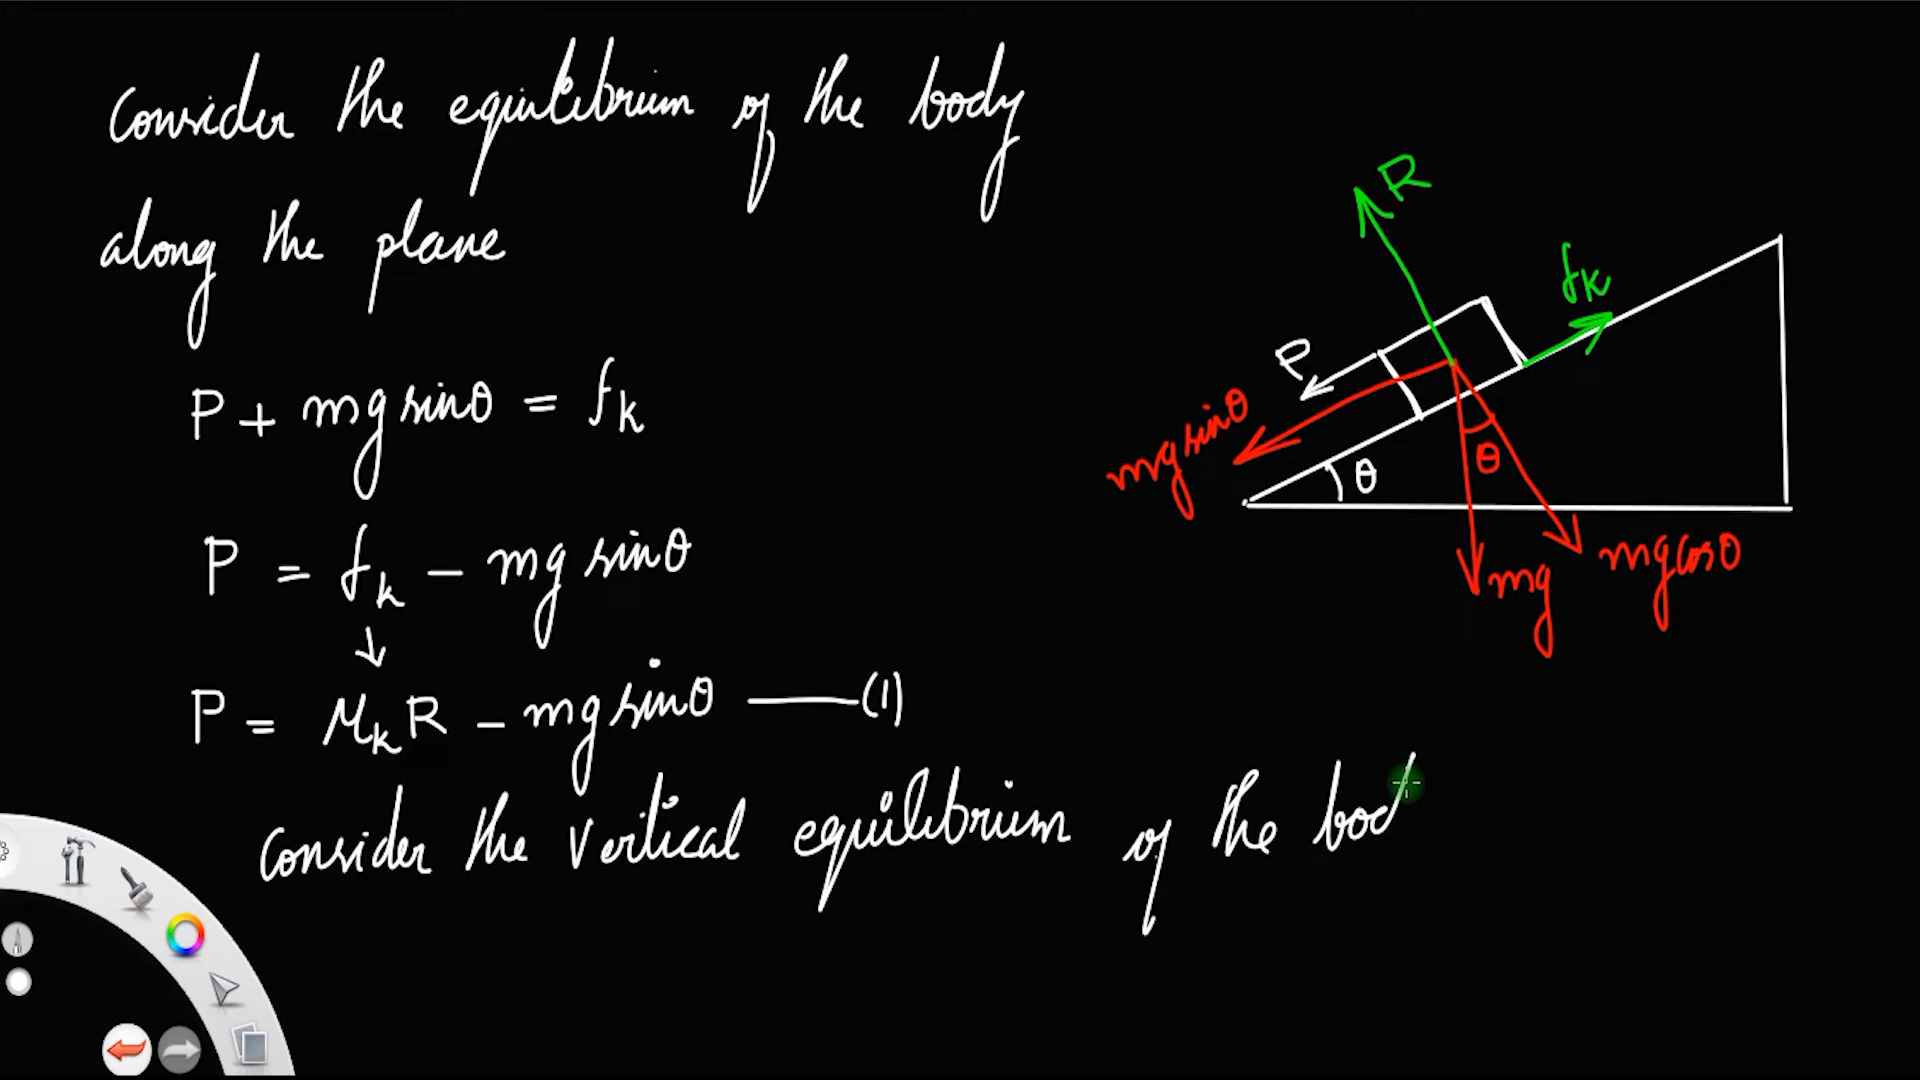 Consider the equilibrium of the body
along the plane
P + mg sinθ = fk
P = fk − mg sinθ
↓
P = μk R − mg sinθ ——(1)
Consider the vertical equilibrium of the bod
R
fk
P
mg sinθ
θ
θ
mg cosθ
mg